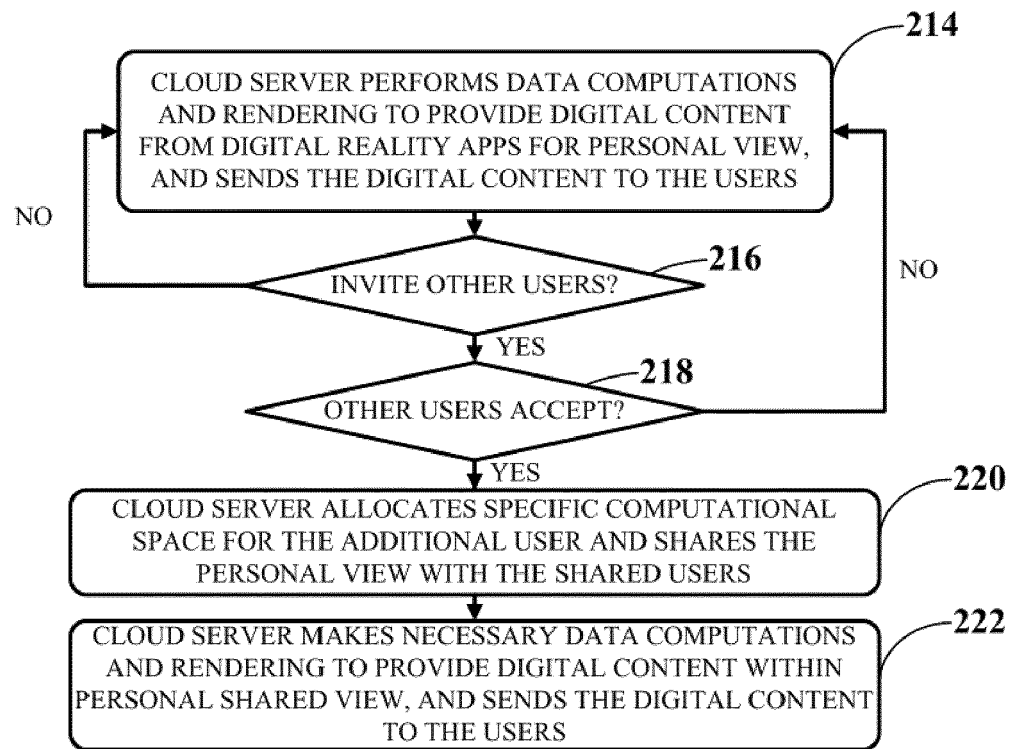 214
CLOUD SERVER PERFORMS DATA COMPUTATIONS
AND RENDERING TO PROVIDE DIGITAL CONTENT
FROM DIGITAL REALITY APPS FOR PERSONAL VIEW,
AND SENDS THE DIGITAL CONTENT TO THE USERS
NO
216
INVITE OTHER USERS?
NO
YES
218
OTHER USERS ACCEPT?
YES
220
CLOUD SERVER ALLOCATES SPECIFIC COMPUTATIONAL
SPACE FOR THE ADDITIONAL USER AND SHARES THE
PERSONAL VIEW WITH THE SHARED USERS
222
CLOUD SERVER MAKES NECESSARY DATA COMPUTATIONS
AND RENDERING TO PROVIDE DIGITAL CONTENT WITHIN
PERSONAL SHARED VIEW, AND SENDS THE DIGITAL CONTENT
TO THE USERS